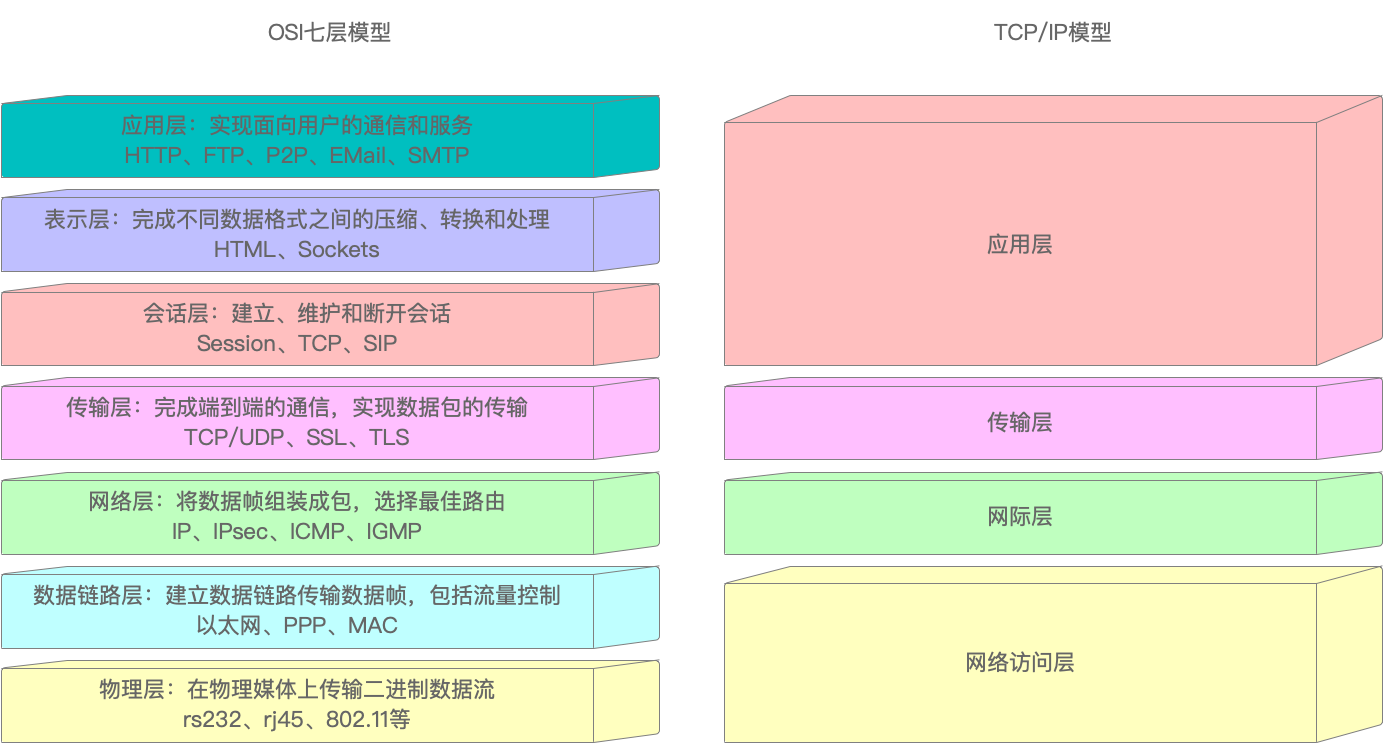 OSI七层模型
TCP/IP模型
应用层：实现面向用户的通信和服务
HTTP、FTP、P2P、EMail、SMTP
表示层：完成不同数据格式之间的压缩、转换和处理
HTML、Sockets
会话层：建立、维护和断开会话
Session、TCP、SIP
传输层：完成端到端的通信，实现数据包的传输
TCP/UDP、SSL、TLS
网络层：将数据帧组装成包，选择最佳路由
IP、IPsec、ICMP、IGMP
数据链路层：建立数据链路传输数据帧，包括流量控制
以太网、PPP、MAC
物理层：在物理媒体上传输二进制数据流
rs232、rj45、802.11等
应用层
传输层
网际层
网络访问层